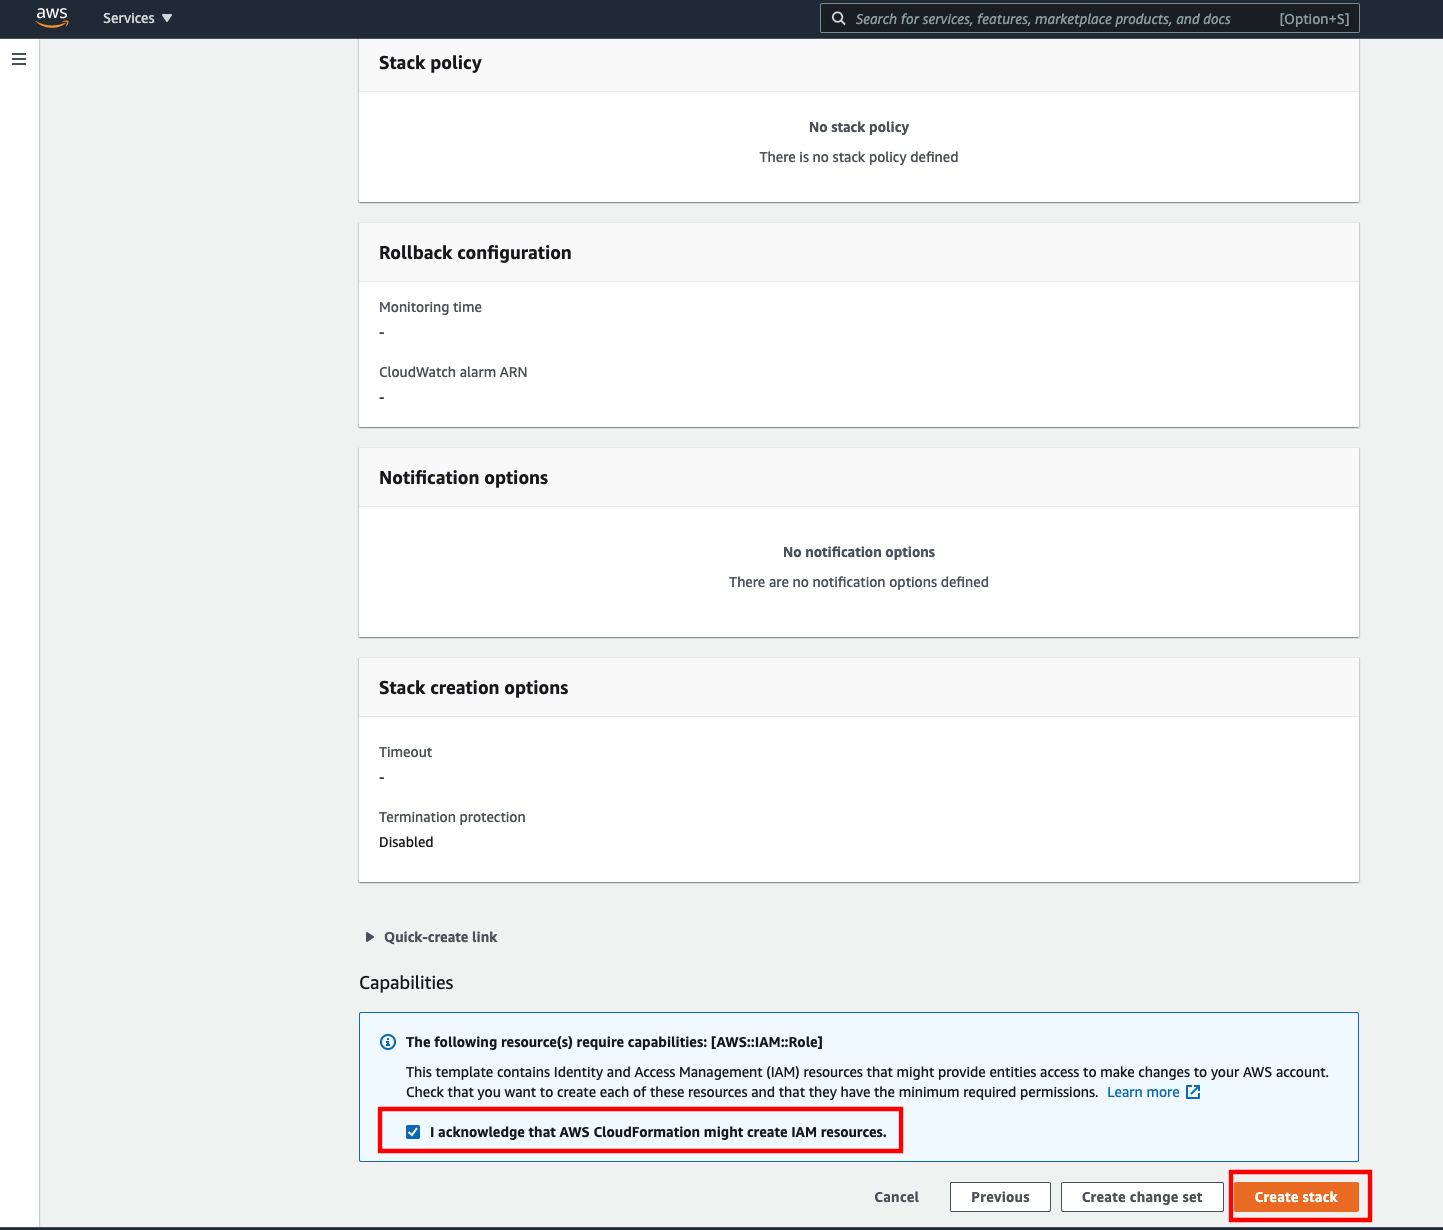 aws
Services
Search for services, features, marketplace products, and docs
[Option+S]
Stack policy
No stack policy
There is no stack policy defined
Rollback configuration
Monitoring time
-
CloudWatch alarm ARN
-
Notification options
No notification options
There are no notification options defined
Stack creation options
Timeout
-
Termination protection
Disabled
Quick-create link
Capabilities
The following resource(s) require capabilities: [AWS::IAM::Role]
This template contains Identity and Access Management (IAM) resources that might provide entities access to make changes to your AWS account.
Check that you want to create each of these resources and that they have the minimum required permissions. Learn more
I acknowledge that AWS CloudFormation might create IAM resources.
Cancel
Previous
Create change set
Create stack